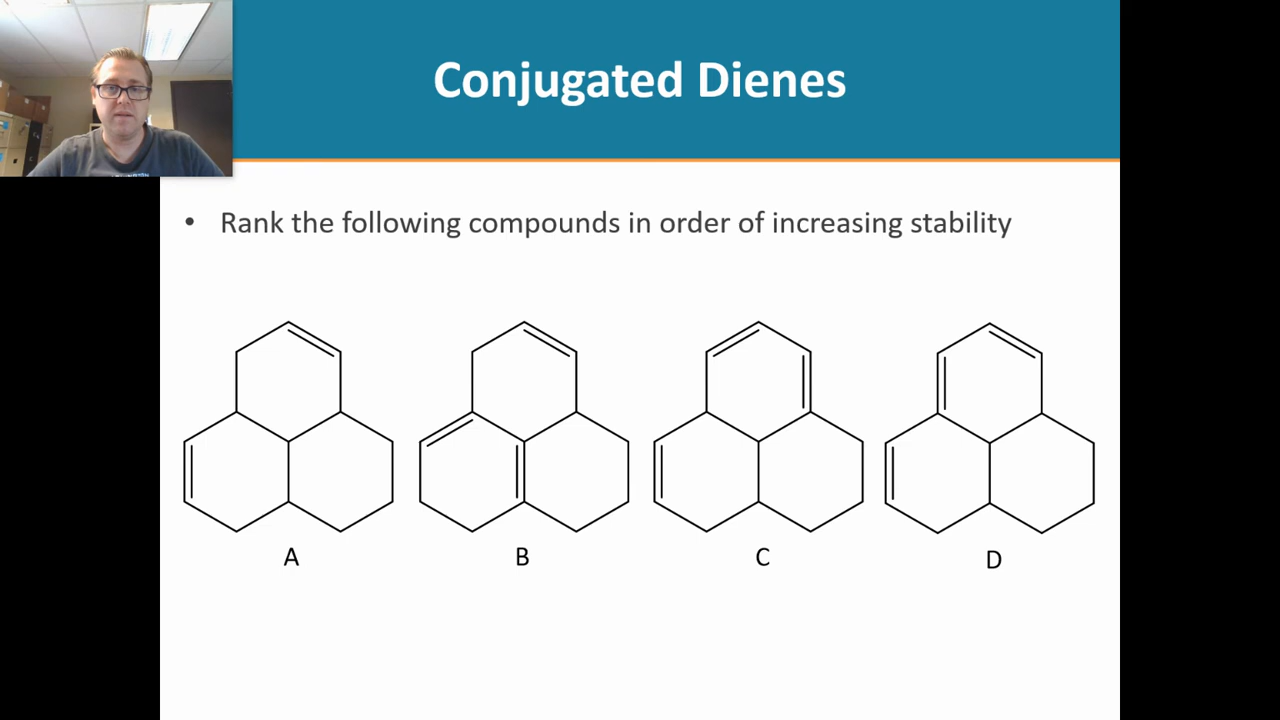 Conjugated Dienes
• Rank the following compounds in order of increasing stability
A B C D